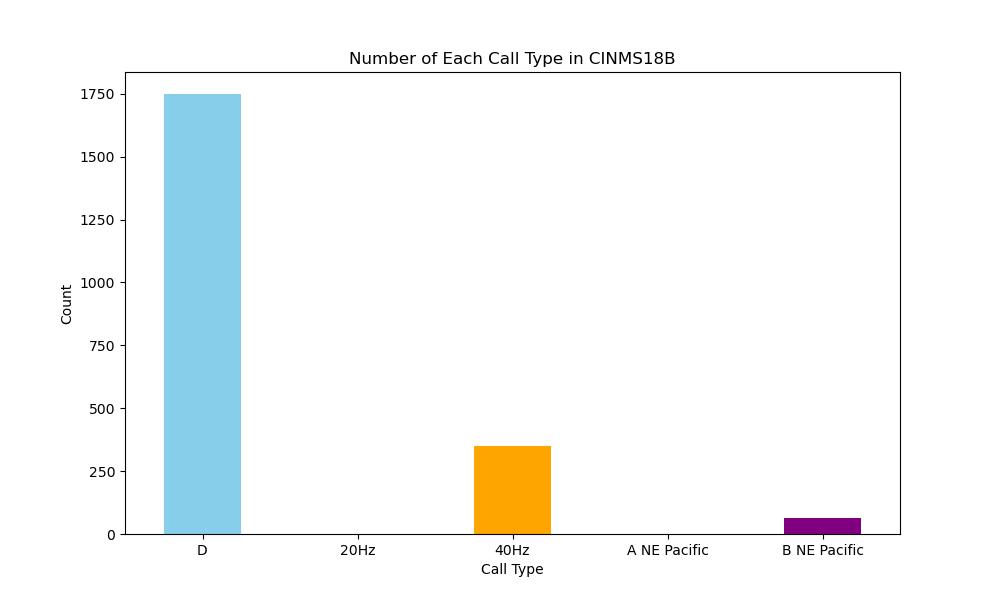 Number of Each Call Type in CINMS18B
1750
1500
1250
1000
750
500
250
0
Count
D 20Hz 40Hz A NE Pacific B NE Pacific
Call Type